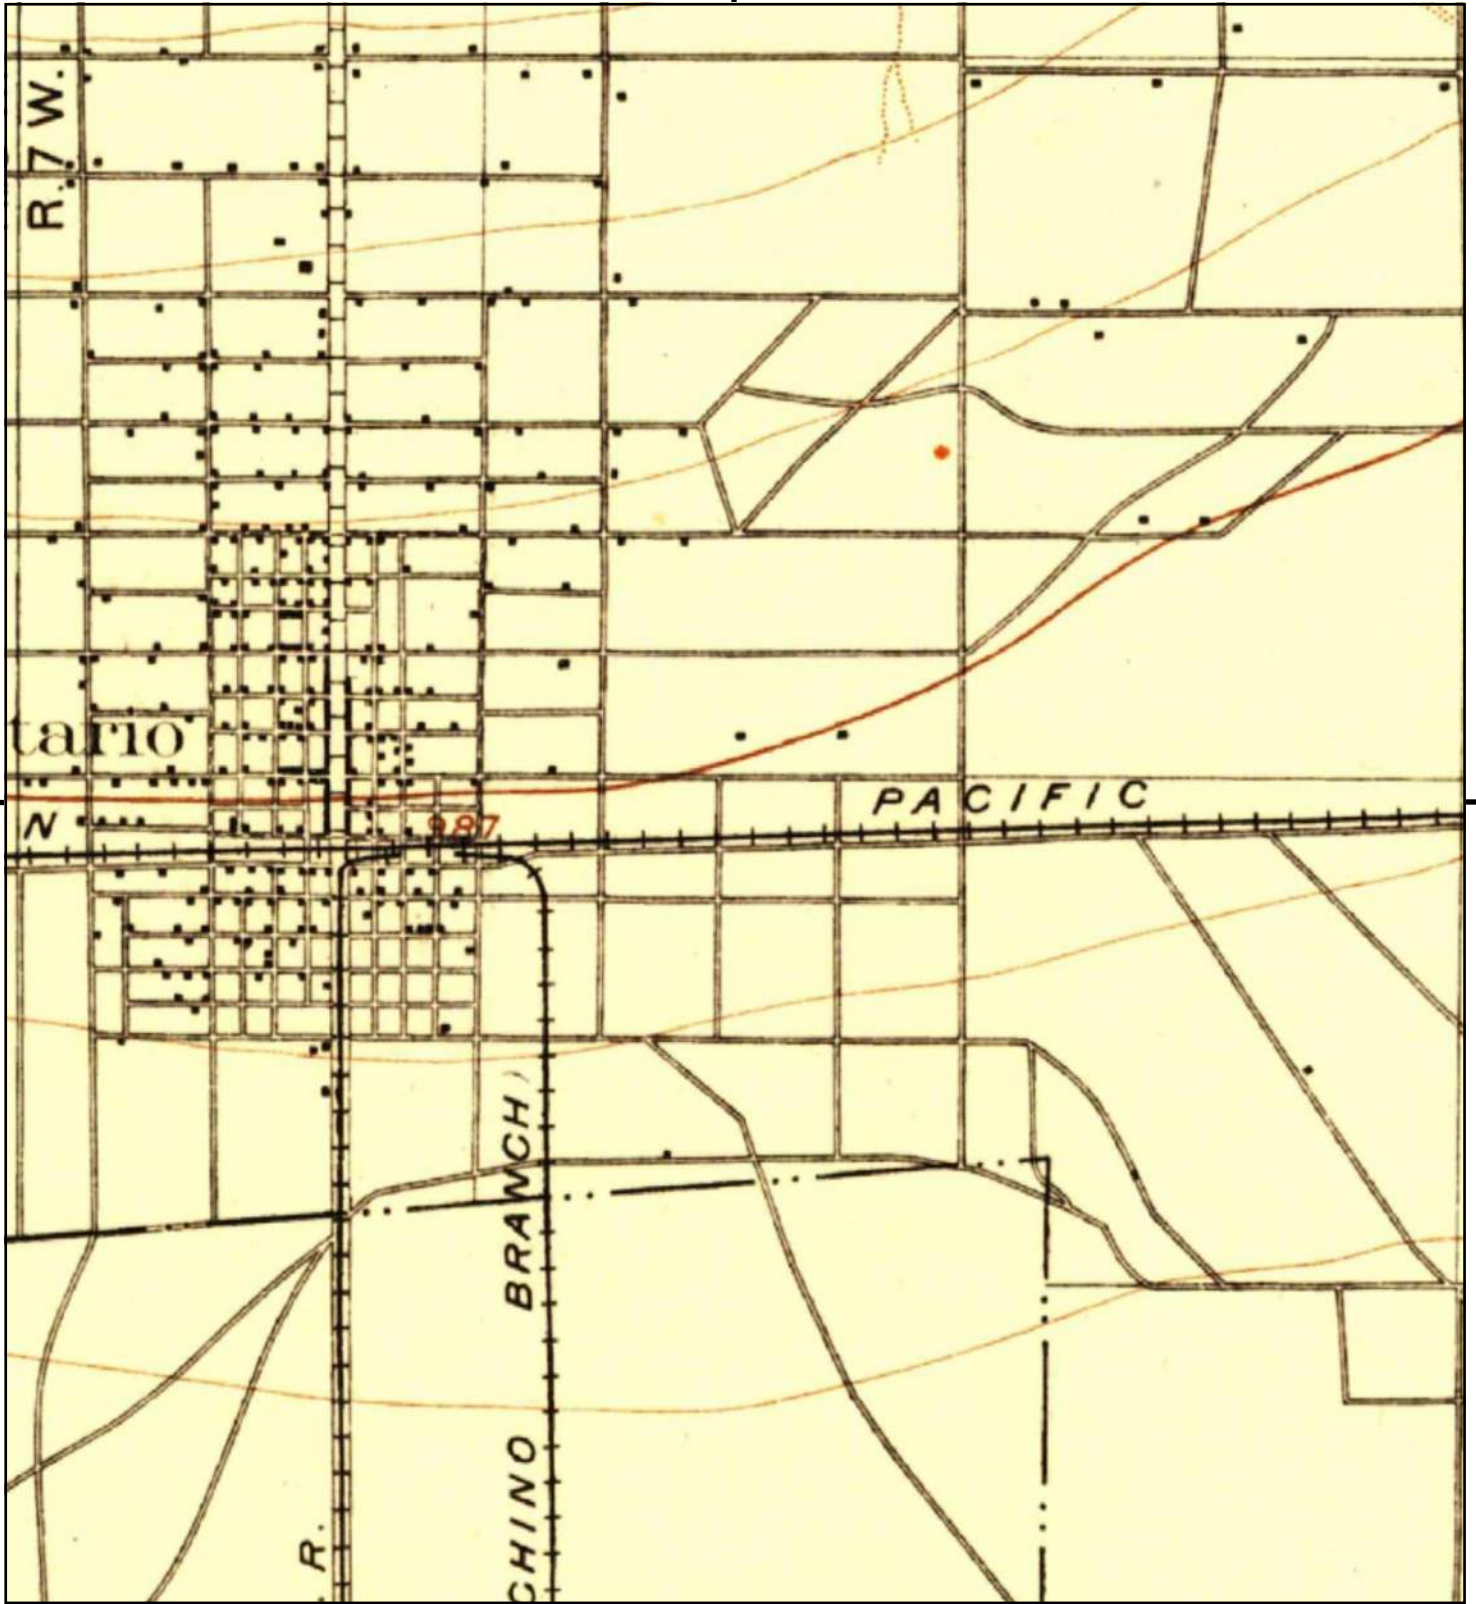 R. 7 W.
tario
N
PACIFIC
987
CHINO BRANCH)
R.